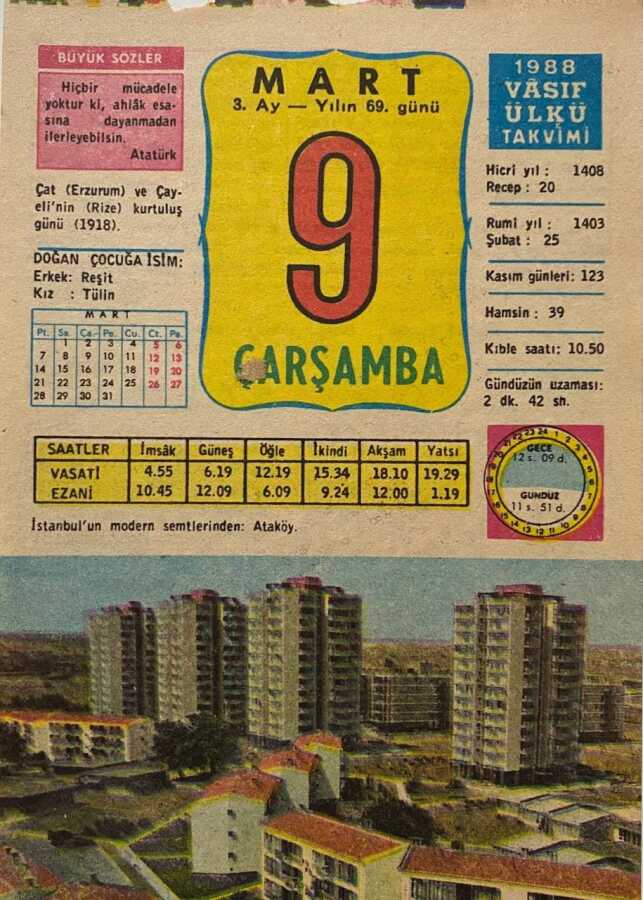 BÜYÜK SÖZLER
Hiçbir mücadele
yoktur ki, ahlâk esa-
sına dayanmadan
ilerleyebilsin.
Atatürk
Çat (Erzurum) ve Çay-
eli'nin (Rize) kurtuluş
günü (1918).
DOĞAN ÇOCUĞA İSİM:
Erkek: Reşit
Kız : Tülin
MART
Pt. Sa. Ça. Pe. Cu. Ct. Pa.
1 2 3 4 5 6
7 8 9 10 11 12 13
14 15 16 17 18 19 20
21 22 23 24 25 26 27
28 29 30 31
MART
3. Ay — Yılın 69. günü
9
ÇARŞAMBA
1988
VÂSIF
ÜLKÜ
TAKVİMİ
Hicri yıl : 1408
Recep : 20
Rumi yıl : 1403
Şubat : 25
Kasım günleri: 123
Hamsin : 39
Kıble saati: 10.50
Gündüzün uzaması:
2 dk. 42 sn.
SAATLER İmsâk Güneş Öğle İkindi Akşam Yatsı
VASATİ 4.55 6.19 12.19 15.34 18.10 19.29
EZANİ 10.45 12.09 6.09 9.24 12.00 1.19
GECE
12 s. 09 d.
GÜNDÜZ
11 s. 51 d.
İstanbul'un modern semtlerinden: Ataköy.